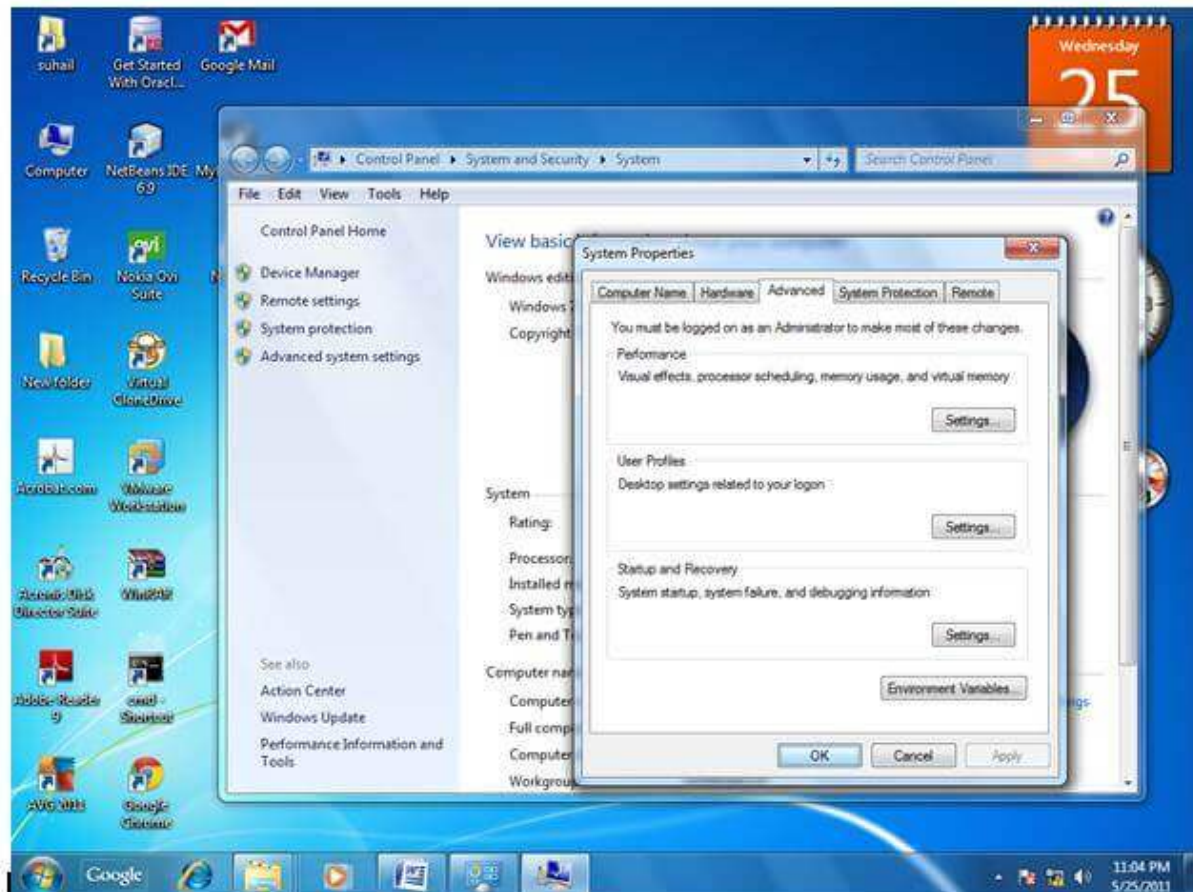 suhail
Get Started With Oracl...
Google Mail
Wednesday
25
Computer
NetBeans IDE 6.9
My
Control Panel ▸ System and Security ▸ System
Search Control Panel
File Edit View Tools Help
Recycle Bin
ovi
Nokia Ovi Suite
N
Control Panel Home
Device Manager
Remote settings
System protection
Advanced system settings
View basic
Windows editi
Windows
Copyright
System Properties
Computer Name Hardware Advanced System Protection Remote
You must be logged on as an Administrator to make most of these changes.
Performance
Visual effects, processor scheduling, memory usage, and virtual memory
Settings...
User Profiles
Desktop settings related to your logon
Settings...
Startup and Recovery
System startup, system failure, and debugging information
Settings...
Environment Variables...
OK Cancel Apply
New folder
Virtual CloneDrive
Acrobat.com
VMware Workstation
System
Rating:
Processor:
Installed m
System typ
Pen and T
Acronis Disk Director Suite
WinRAR
See also
Action Center
Windows Update
Performance Information and Tools
Computer nam
Computer
Full comp
Computer
Workgroup
ngs
Adobe Reader 9
cmd - Shortcut
AVG 2011
Google Chrome
Google
11:04 PM
5/25/2011